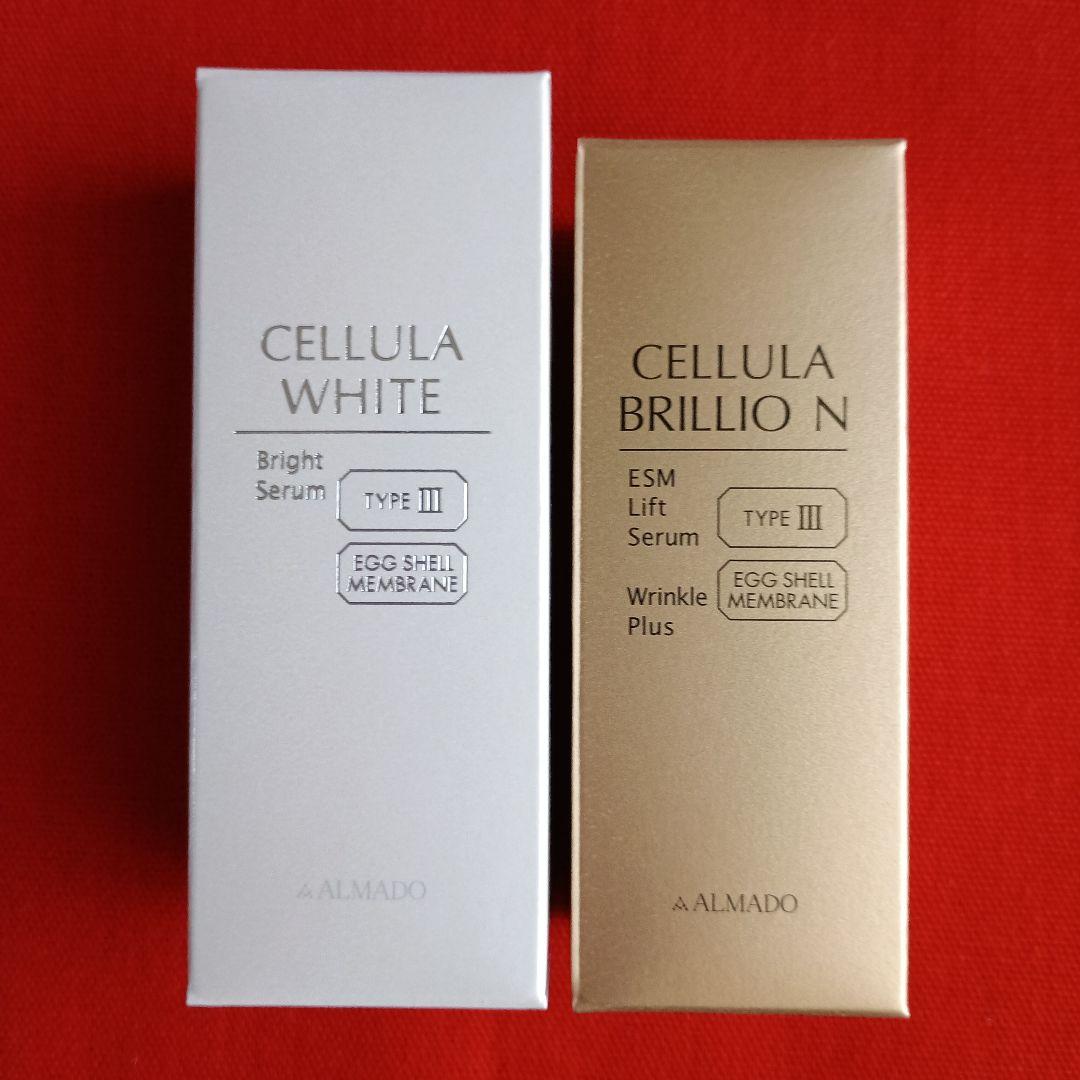 CELLULA
WHITE
Bright
Serum
TYPE III
EGG SHELL
MEMBRANE
ALMADO
CELLULA
BRILLIO N
ESM
Lift
Serum
TYPE III
Wrinkle
Plus
EGG SHELL
MEMBRANE
ALMADO